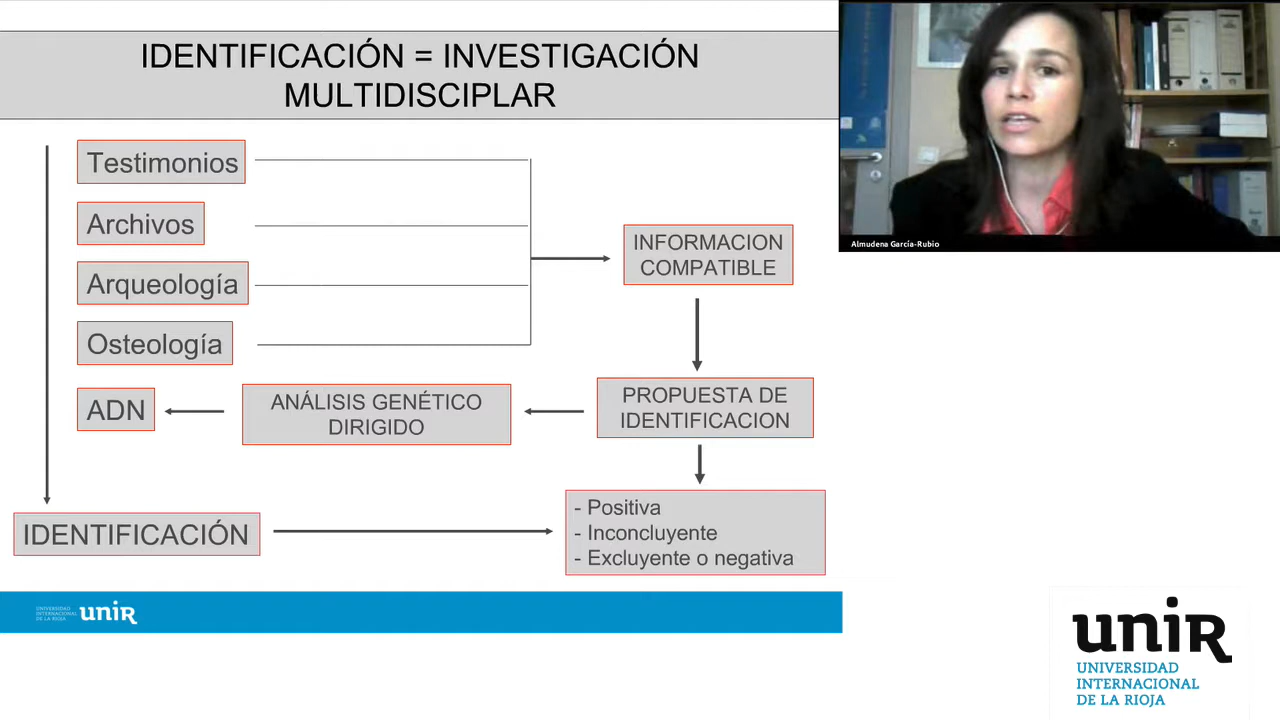 IDENTIFICACIÓN = INVESTIGACIÓN
MULTIDISCIPLAR
Testimonios
Archivos
Arqueología
Osteología
INFORMACION
COMPATIBLE
PROPUESTA DE
IDENTIFICACION
ANÁLISIS GENÉTICO
DIRIGIDO
ADN
IDENTIFICACIÓN
- Positiva
- Inconcluyente
- Excluyente o negativa
Almudena García-Rubio
UNIVERSIDAD
INTERNACIONAL
DE LA RIOJA
unir
unir
UNIVERSIDAD
INTERNACIONAL
DE LA RIOJA